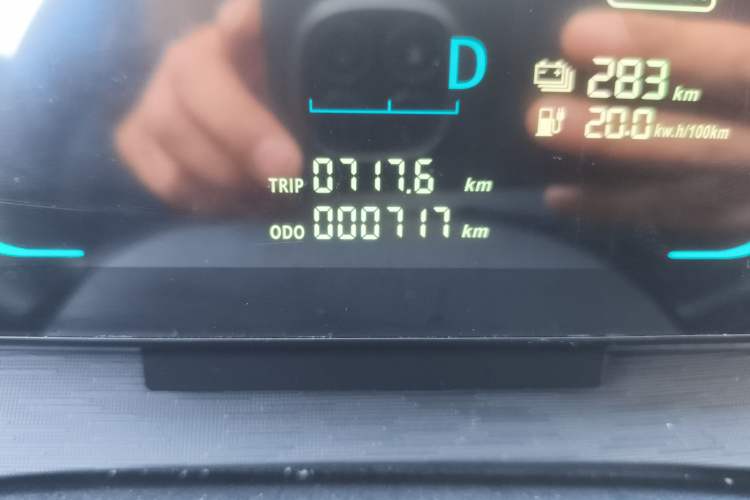 D
283 km
20.0 kw.h/100km
TRIP 0717.6 km
ODO 000717 km